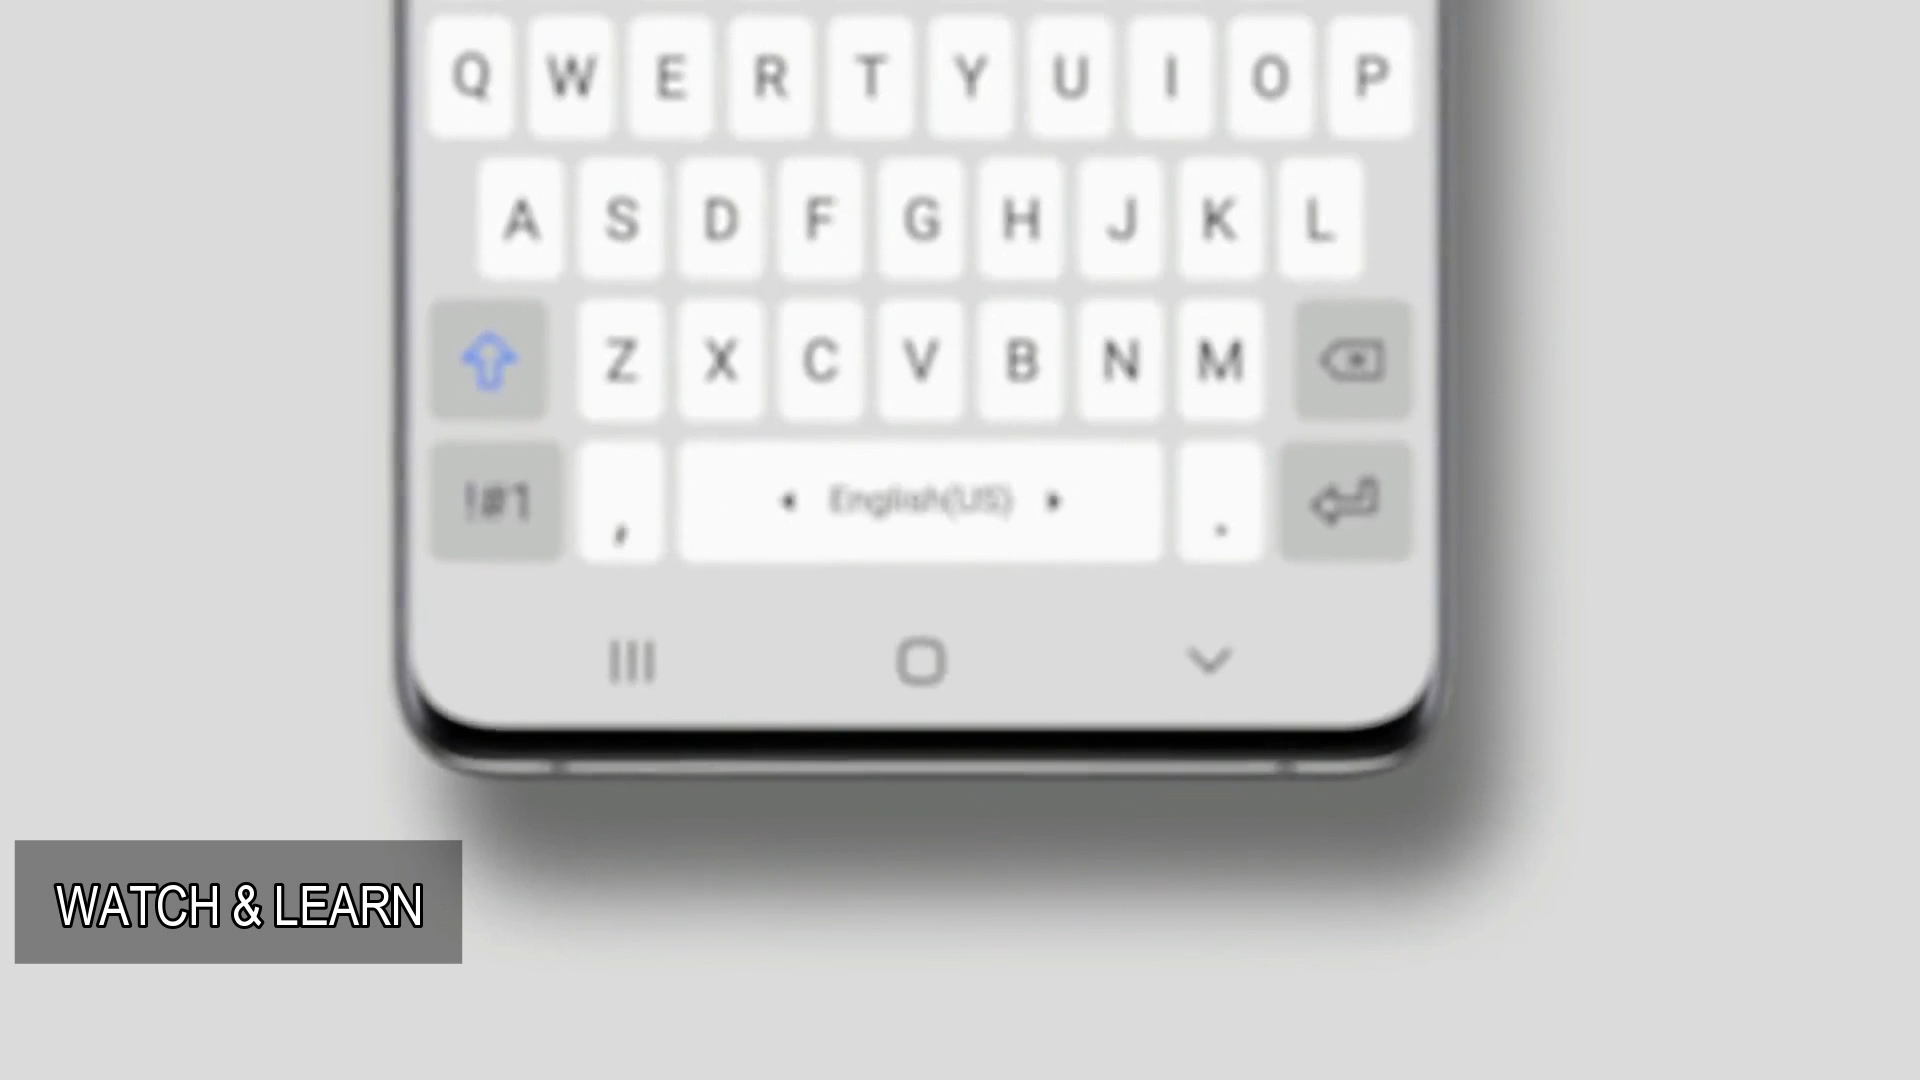 Q W E R T Y U I O P
A S D F G H J K L
Z X C V B N M
!#1 , English(US) .
WATCH & LEARN